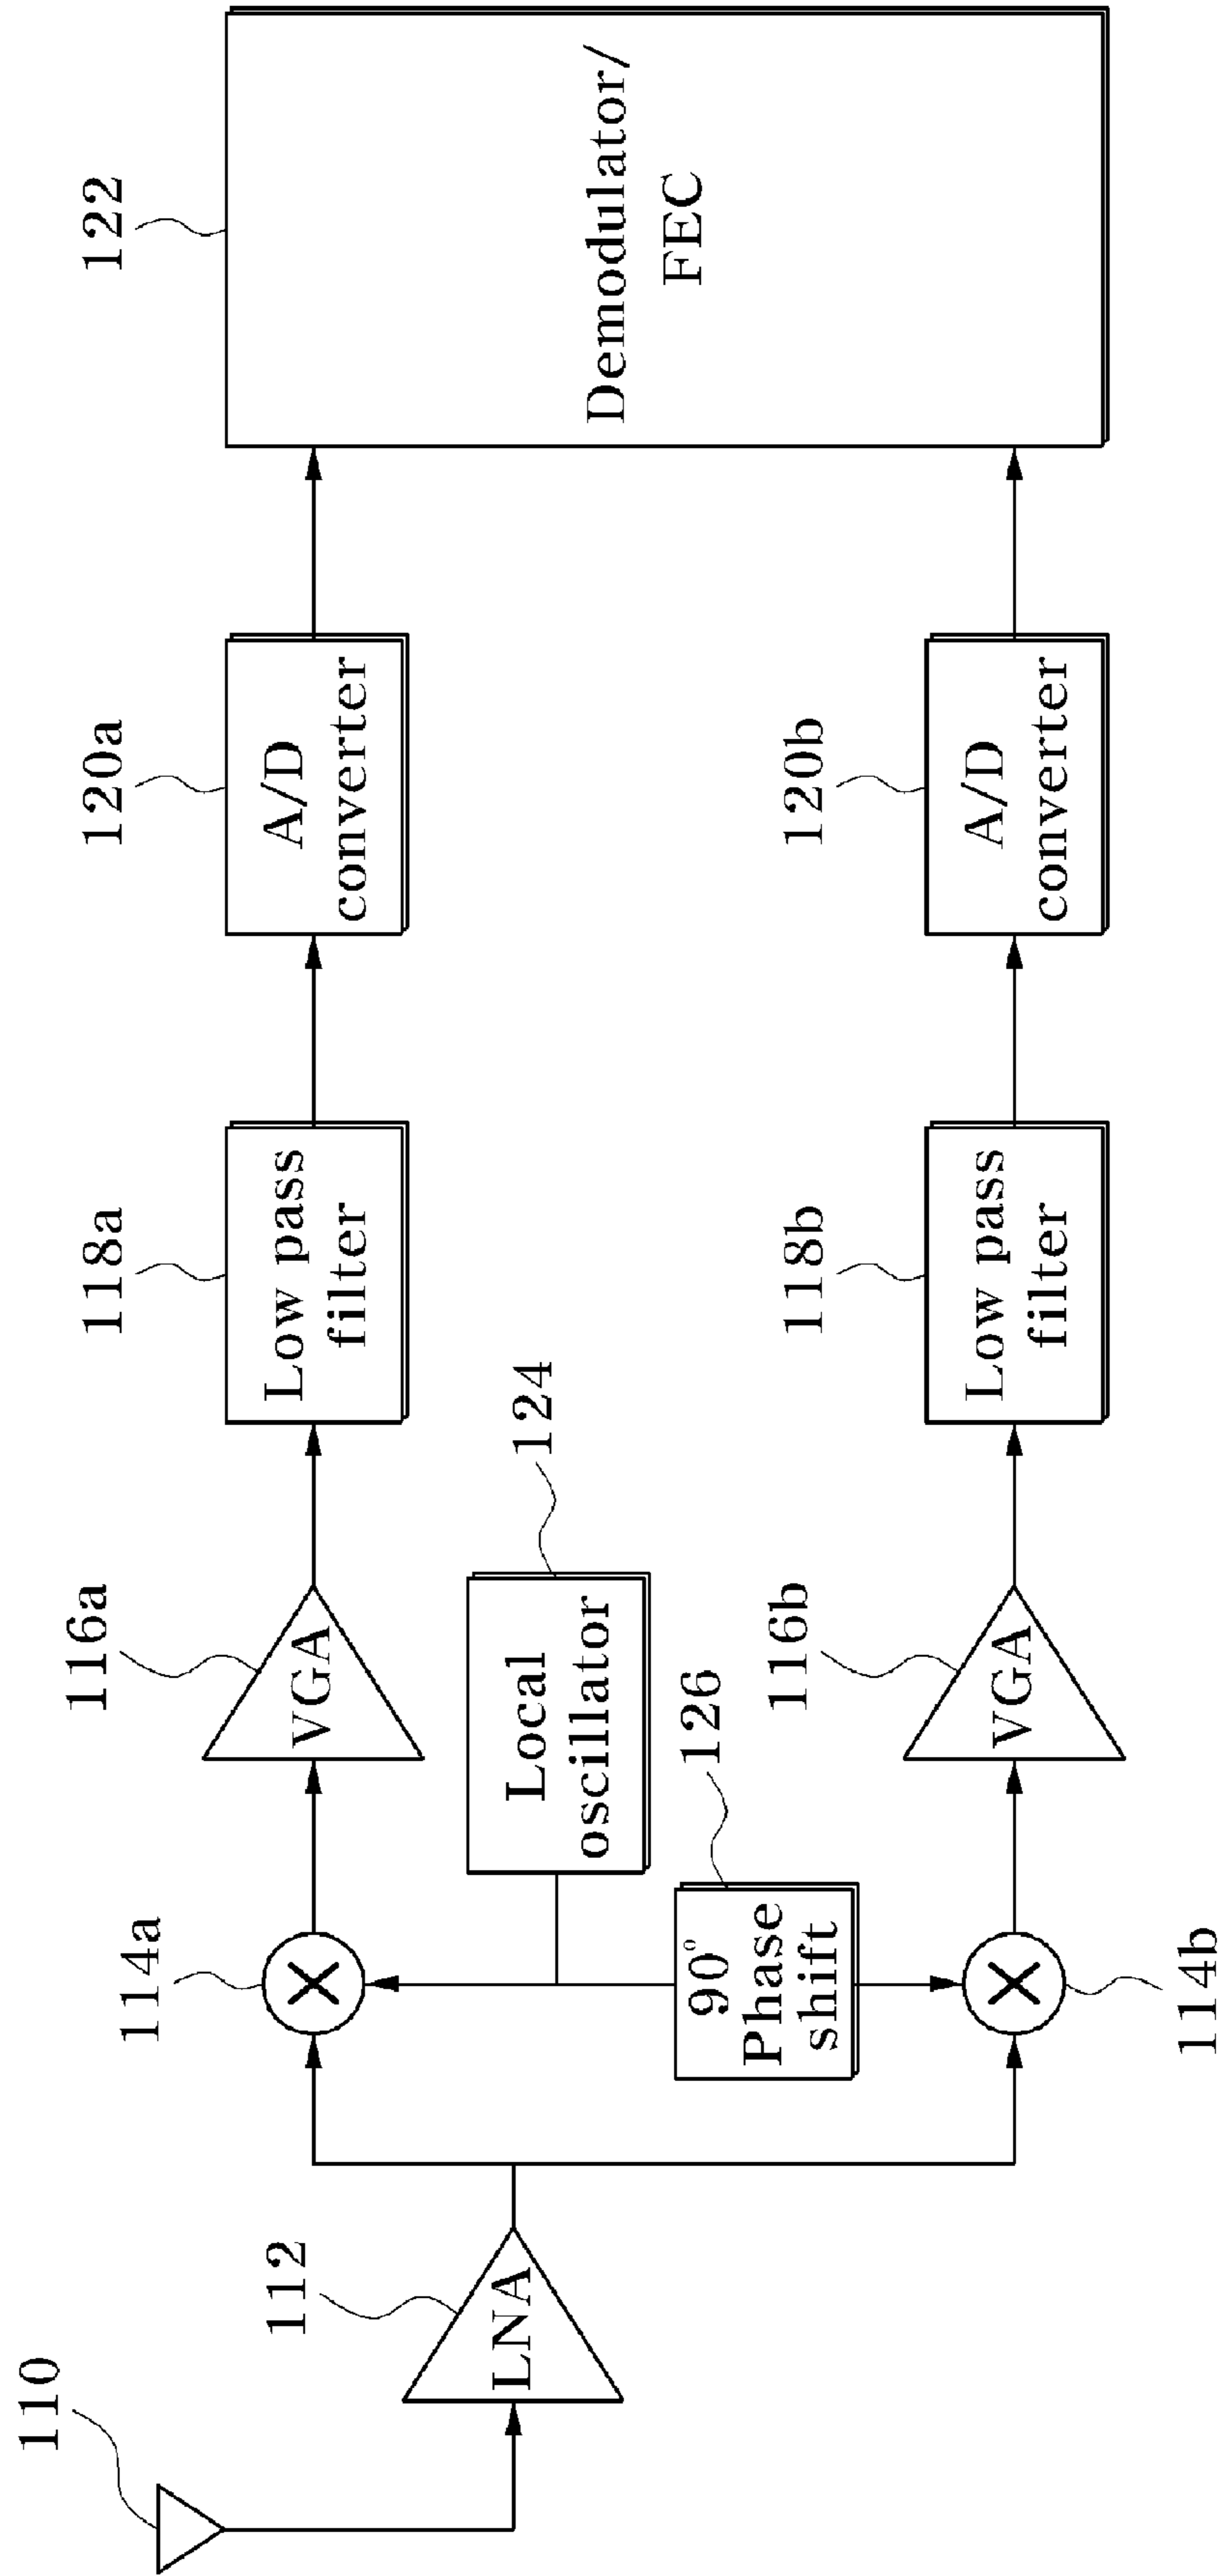 110
112
LNA
114a
114b
116a
VGA
116b
VGA
124
Local
oscillator
126
90°
Phase
shift
118a
Low pass
filter
118b
Low pass
filter
120a
A/D
converter
120b
A/D
converter
122
Demodulator/
FEC